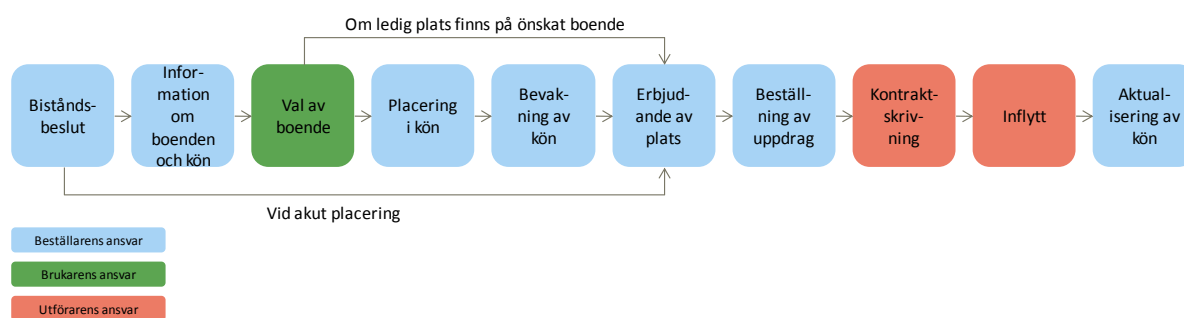 Om ledig plats finns på önskat boende
Bistånds-
beslut
Infor-
mation
om
boenden
och kön
Val av
boende
Placering
i kön
Bevak-
ning av
kön
Erbjud-
ande av
plats
Beställ-
ning av
uppdrag
Kontrakt-
skriv-
ning
Inflytt
Aktual-
isering av
kön
Vid akut placering
Beställarens ansvar
Brukarens ansvar
Utförarens ansvar